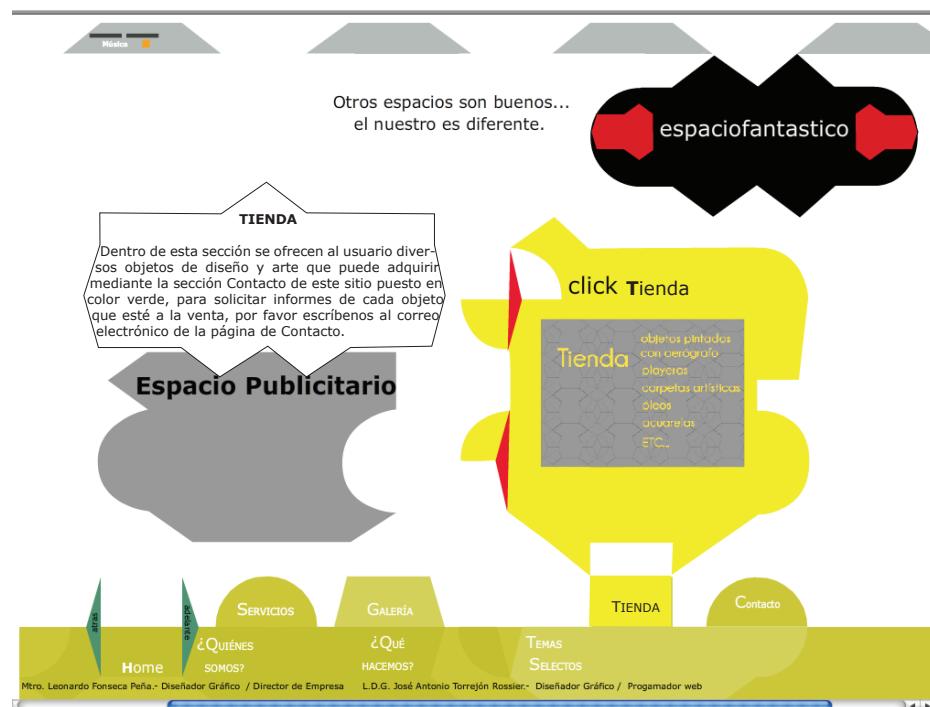 Música
Otros espacios son buenos...
el nuestro es diferente.
espaciofantastico
TIENDA
Dentro de esta sección se ofrecen al usuario diver-
sos objetos de diseño y arte que puede adquirir
mediante la sección Contacto de este sitio puesto en
color verde, para solicitar informes de cada objeto
que esté a la venta, por favor escríbenos al correo
electrónico de la página de Contacto.
Espacio Publicitario
click Tienda
Tienda
objetos pintados
con aerógrafo
playeras
carpetas artísticas
óleos
acuarelas
ETC...
atras
adelante
Servicios
Galería
Tienda
Contacto
Home
¿Quiénes
somos?
¿Qué
hacemos?
Temas
Selectos
Mtro. Leonardo Fonseca Peña.- Diseñador Gráfico / Director de Empresa L.D.G. José Antonio Torrejón Rossier.- Diseñador Gráfico / Progamador web